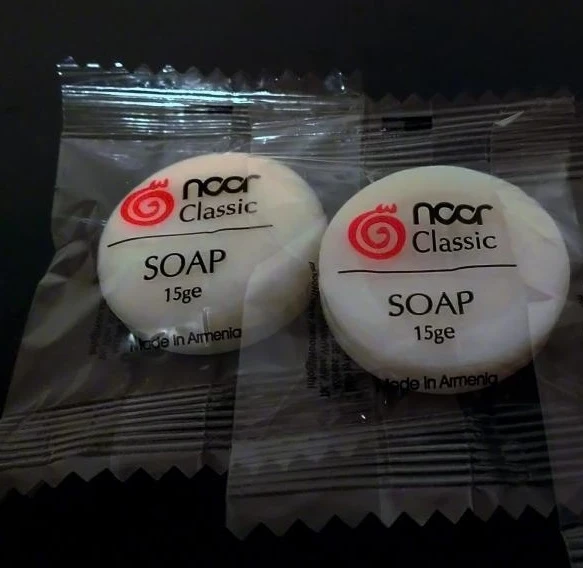 noor
Classic
SOAP
15ge
Made in Armenia
noor
Classic
SOAP
15ge
Made in Armenia